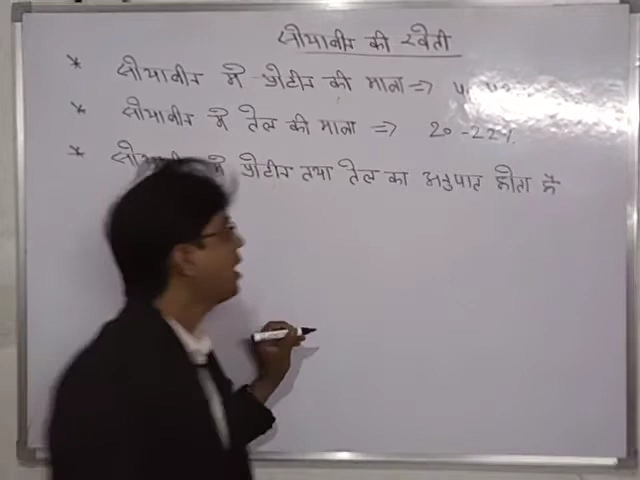 सोयाबीन की खेती
* सोयाबीन में प्रोटीन की मात्रा ⇒
* सोयाबीन में तेल की मात्रा ⇒ 20-22%
* में प्रोटीन तथा तेल का अनुपात होता है